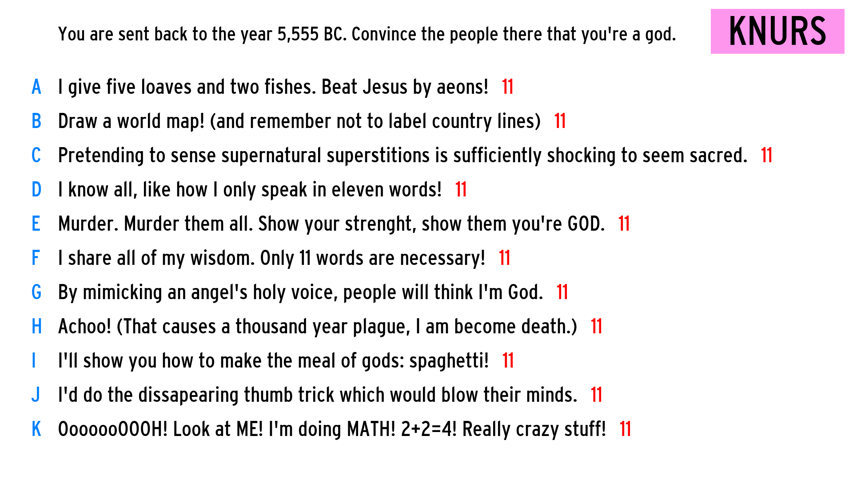 You are sent back to the year 5,555 BC. Convince the people there that you're a god.
KNURS
A I give five loaves and two fishes. Beat Jesus by aeons! 11
B Draw a world map! (and remember not to label country lines) 11
C Pretending to sense supernatural superstitions is sufficiently shocking to seem sacred. 11
D I know all, like how I only speak in eleven words! 11
E Murder. Murder them all. Show your strenght, show them you're GOD. 11
F I share all of my wisdom. Only 11 words are necessary! 11
G By mimicking an angel's holy voice, people will think I'm God. 11
H Achoo! (That causes a thousand year plague, I am become death.) 11
I I'll show you how to make the meal of gods: spaghetti! 11
J I'd do the dissapearing thumb trick which would blow their minds. 11
K OoooooOOOH! Look at ME! I'm doing MATH! 2+2=4! Really crazy stuff! 11